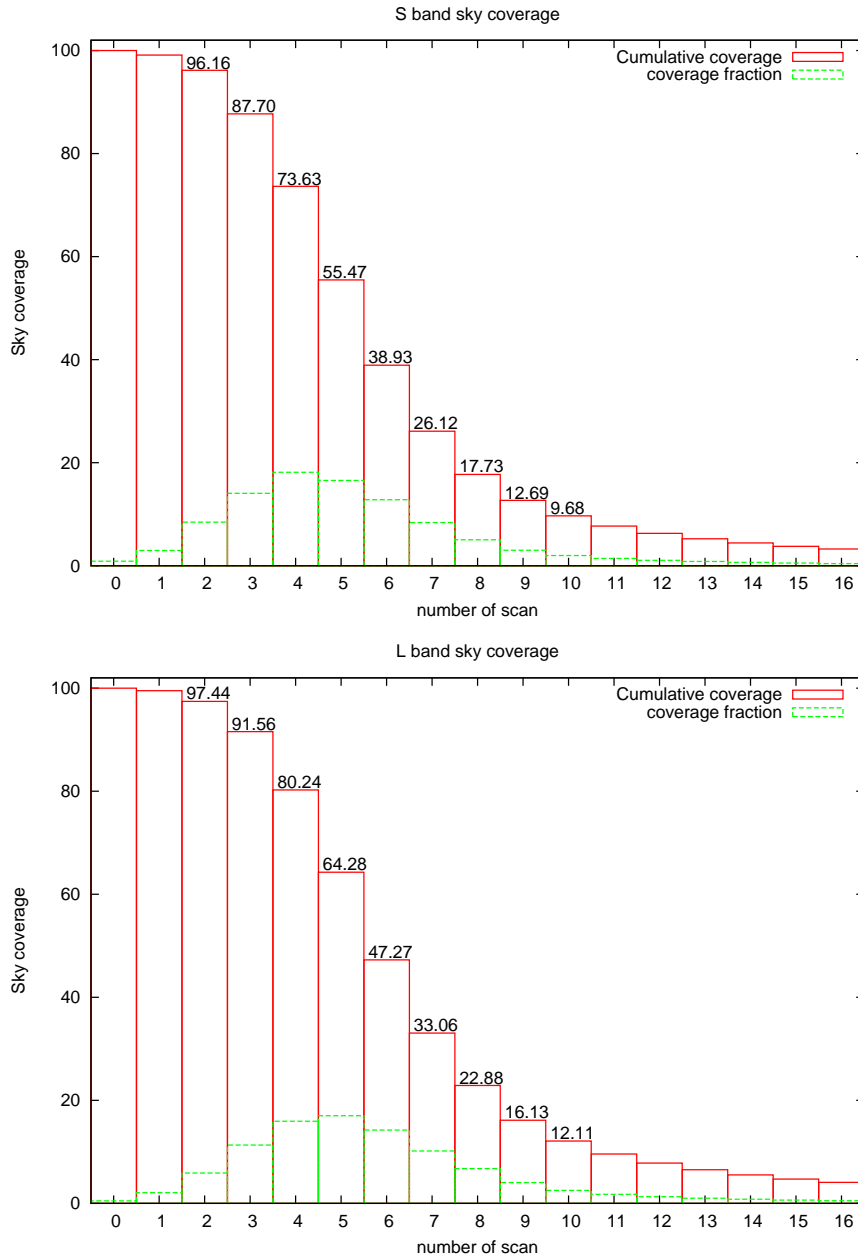 S band sky coverage
Cumulative coverage
coverage fraction
100
80
60
40
20
0
Sky coverage
96.16
87.70
73.63
55.47
38.93
26.12
17.73
12.69
9.68
0 1 2 3 4 5 6 7 8 9 10 11 12 13 14 15 16
number of scan
L band sky coverage
Cumulative coverage
coverage fraction
100
80
60
40
20
0
Sky coverage
97.44
91.56
80.24
64.28
47.27
33.06
22.88
16.13
12.11
0 1 2 3 4 5 6 7 8 9 10 11 12 13 14 15 16
number of scan